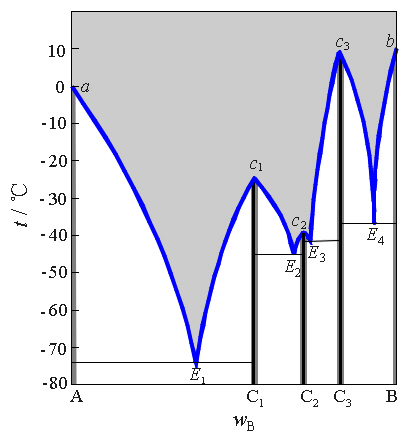 10
0
-10
-20
-30
-40
-50
-60
-70
-80
t / ℃
a
b
c₁
c₂
c₃
E₁
E₂
E₃
E₄
A C₁ C₂ C₃ B
w_B